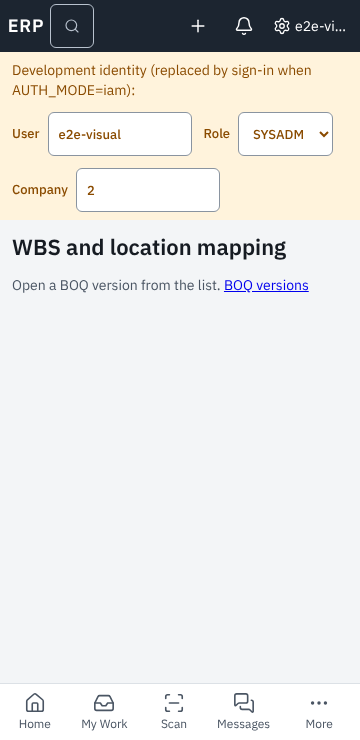 ERP e2e-vi...
Development identity (replaced by sign-in when
AUTH_MODE=iam):
User e2e-visual Role SYSADM
Company 2
WBS and location mapping
Open a BOQ version from the list. BOQ versions
Home My Work Scan Messages More